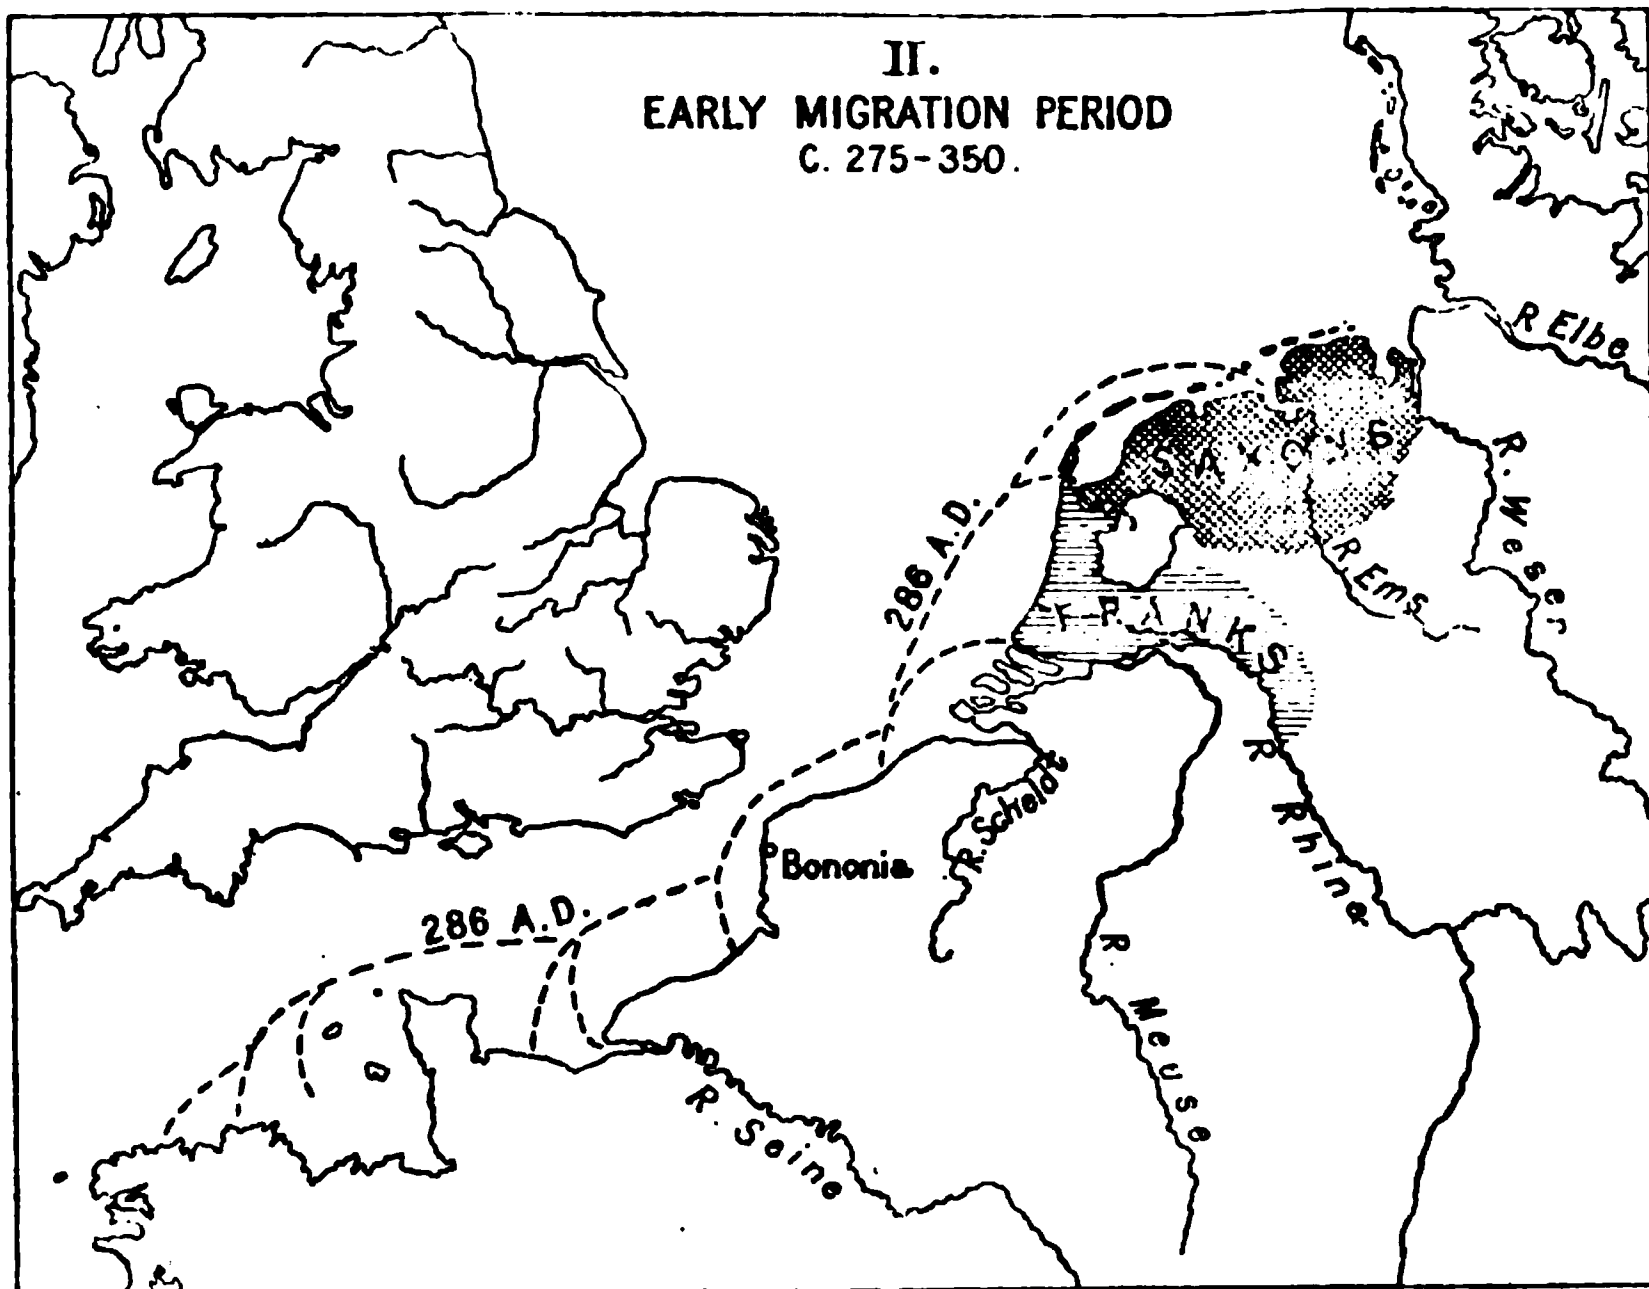 II.
EARLY MIGRATION PERIOD
C. 275-350.
R Elbe
SAXONS
R. Weser
286 A.D.
R. Ems
FRANKS
R. Scheldt
R Rhine
Bononia
286 A.D.
R. Meuse
R. Seine